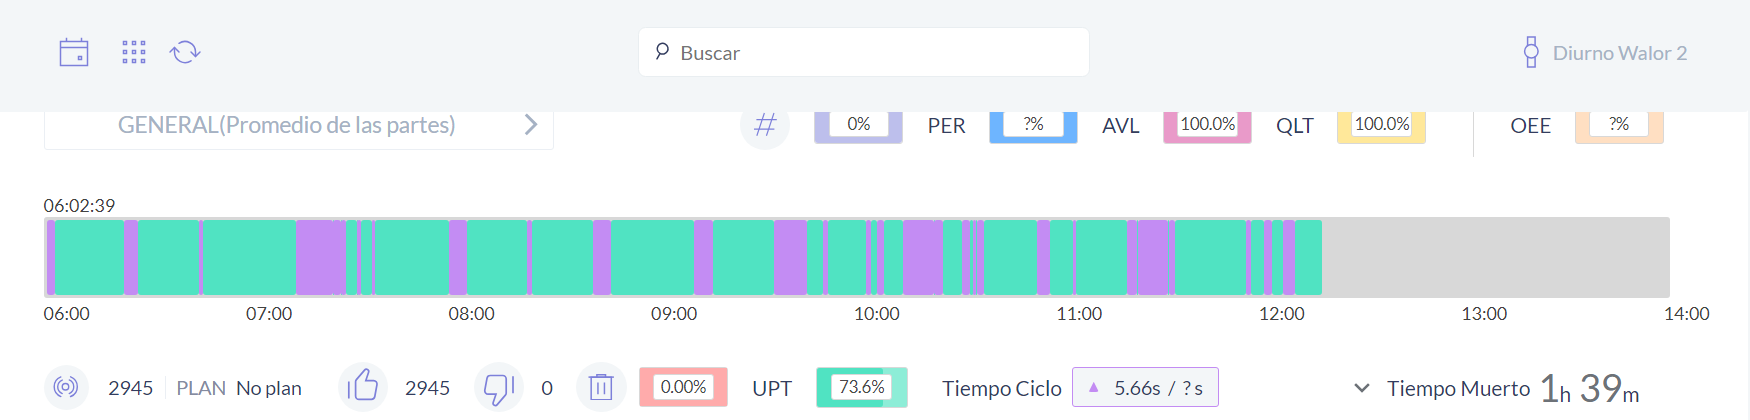 Buscar
Diurno Walor 2
GENERAL(Promedio de las partes)
# 0% PER ?% AVL 100.0% QLT 100.0% OEE ?%
06:02:39
06:00 07:00 08:00 09:00 10:00 11:00 12:00 13:00 14:00
2945 PLAN No plan 2945 0 0.00% UPT 73.6% Tiempo Ciclo 5.66s / ? s Tiempo Muerto 1h 39m